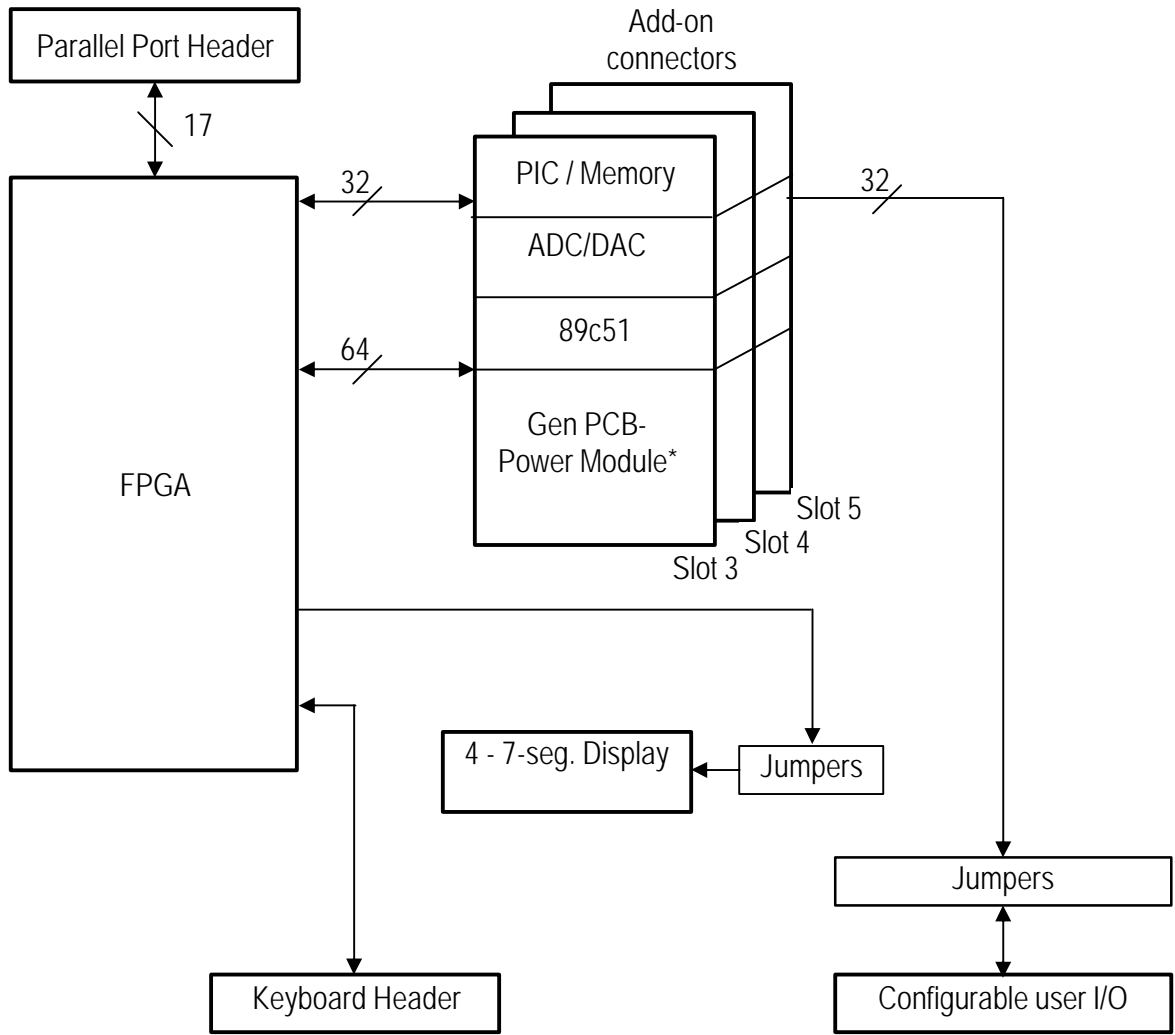 Parallel Port Header
17
Add-on
connectors
32
PIC / Memory
32
ADC/DAC
89c51
64
Gen PCB-
Power Module*
FPGA
Slot 5
Slot 4
Slot 3
4 - 7-seg. Display
Jumpers
Jumpers
Keyboard Header
Configurable user I/O